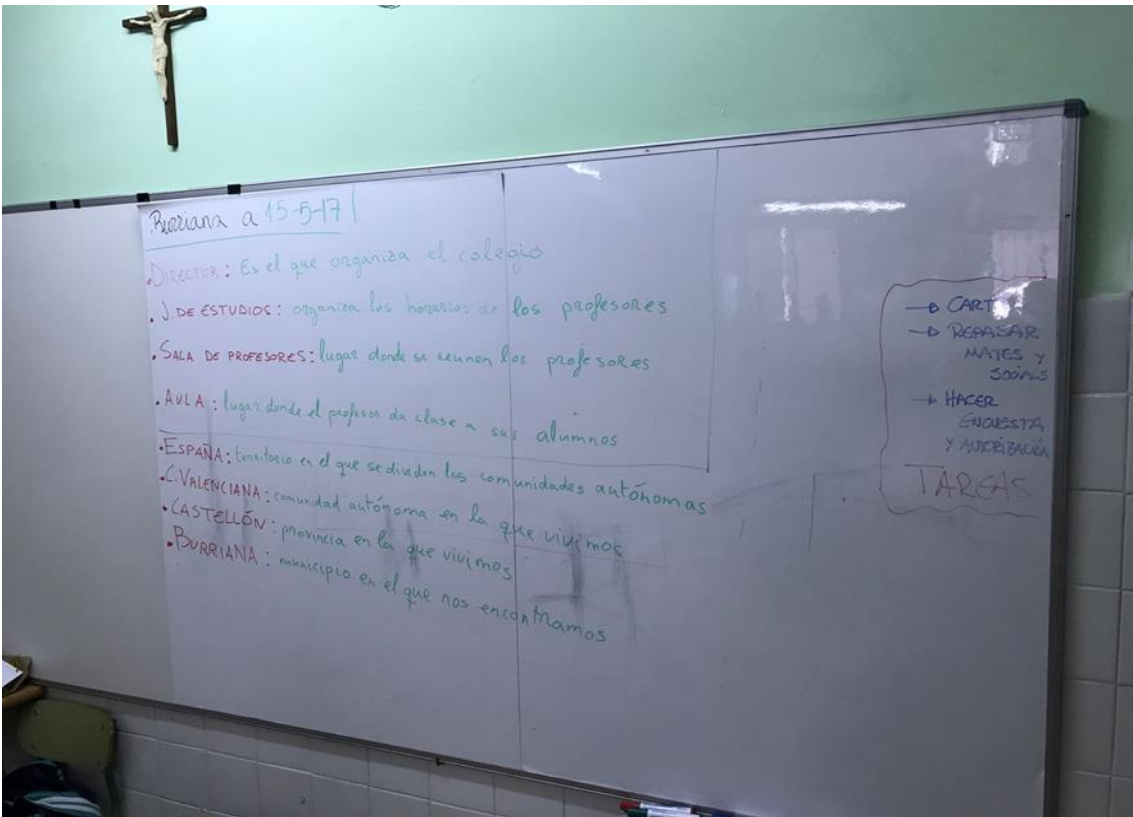 Burriana a 15-5-17
• DIRECTOR: Es el que organiza el colegio
• J. DE ESTUDIOS: organiza los horarios de los profesores
• SALA DE PROFESORES: lugar donde se reunen los profesores
• AULA: lugar donde el profesor da clase a sus alumnos
• ESPAÑA: territorio en el que se dividen las comunidades autónomas
• C. VALENCIANA: comunidad autónoma en la que vivimos
• CASTELLÓN: provincia en la que vivimos
• BURRIANA: municipio en el que nos encontramos
→ REPASAR
MATES Y
SOCIALS
→ HACER
ENCUESTA,
Y AUTORIZACIÓN
TAREAS